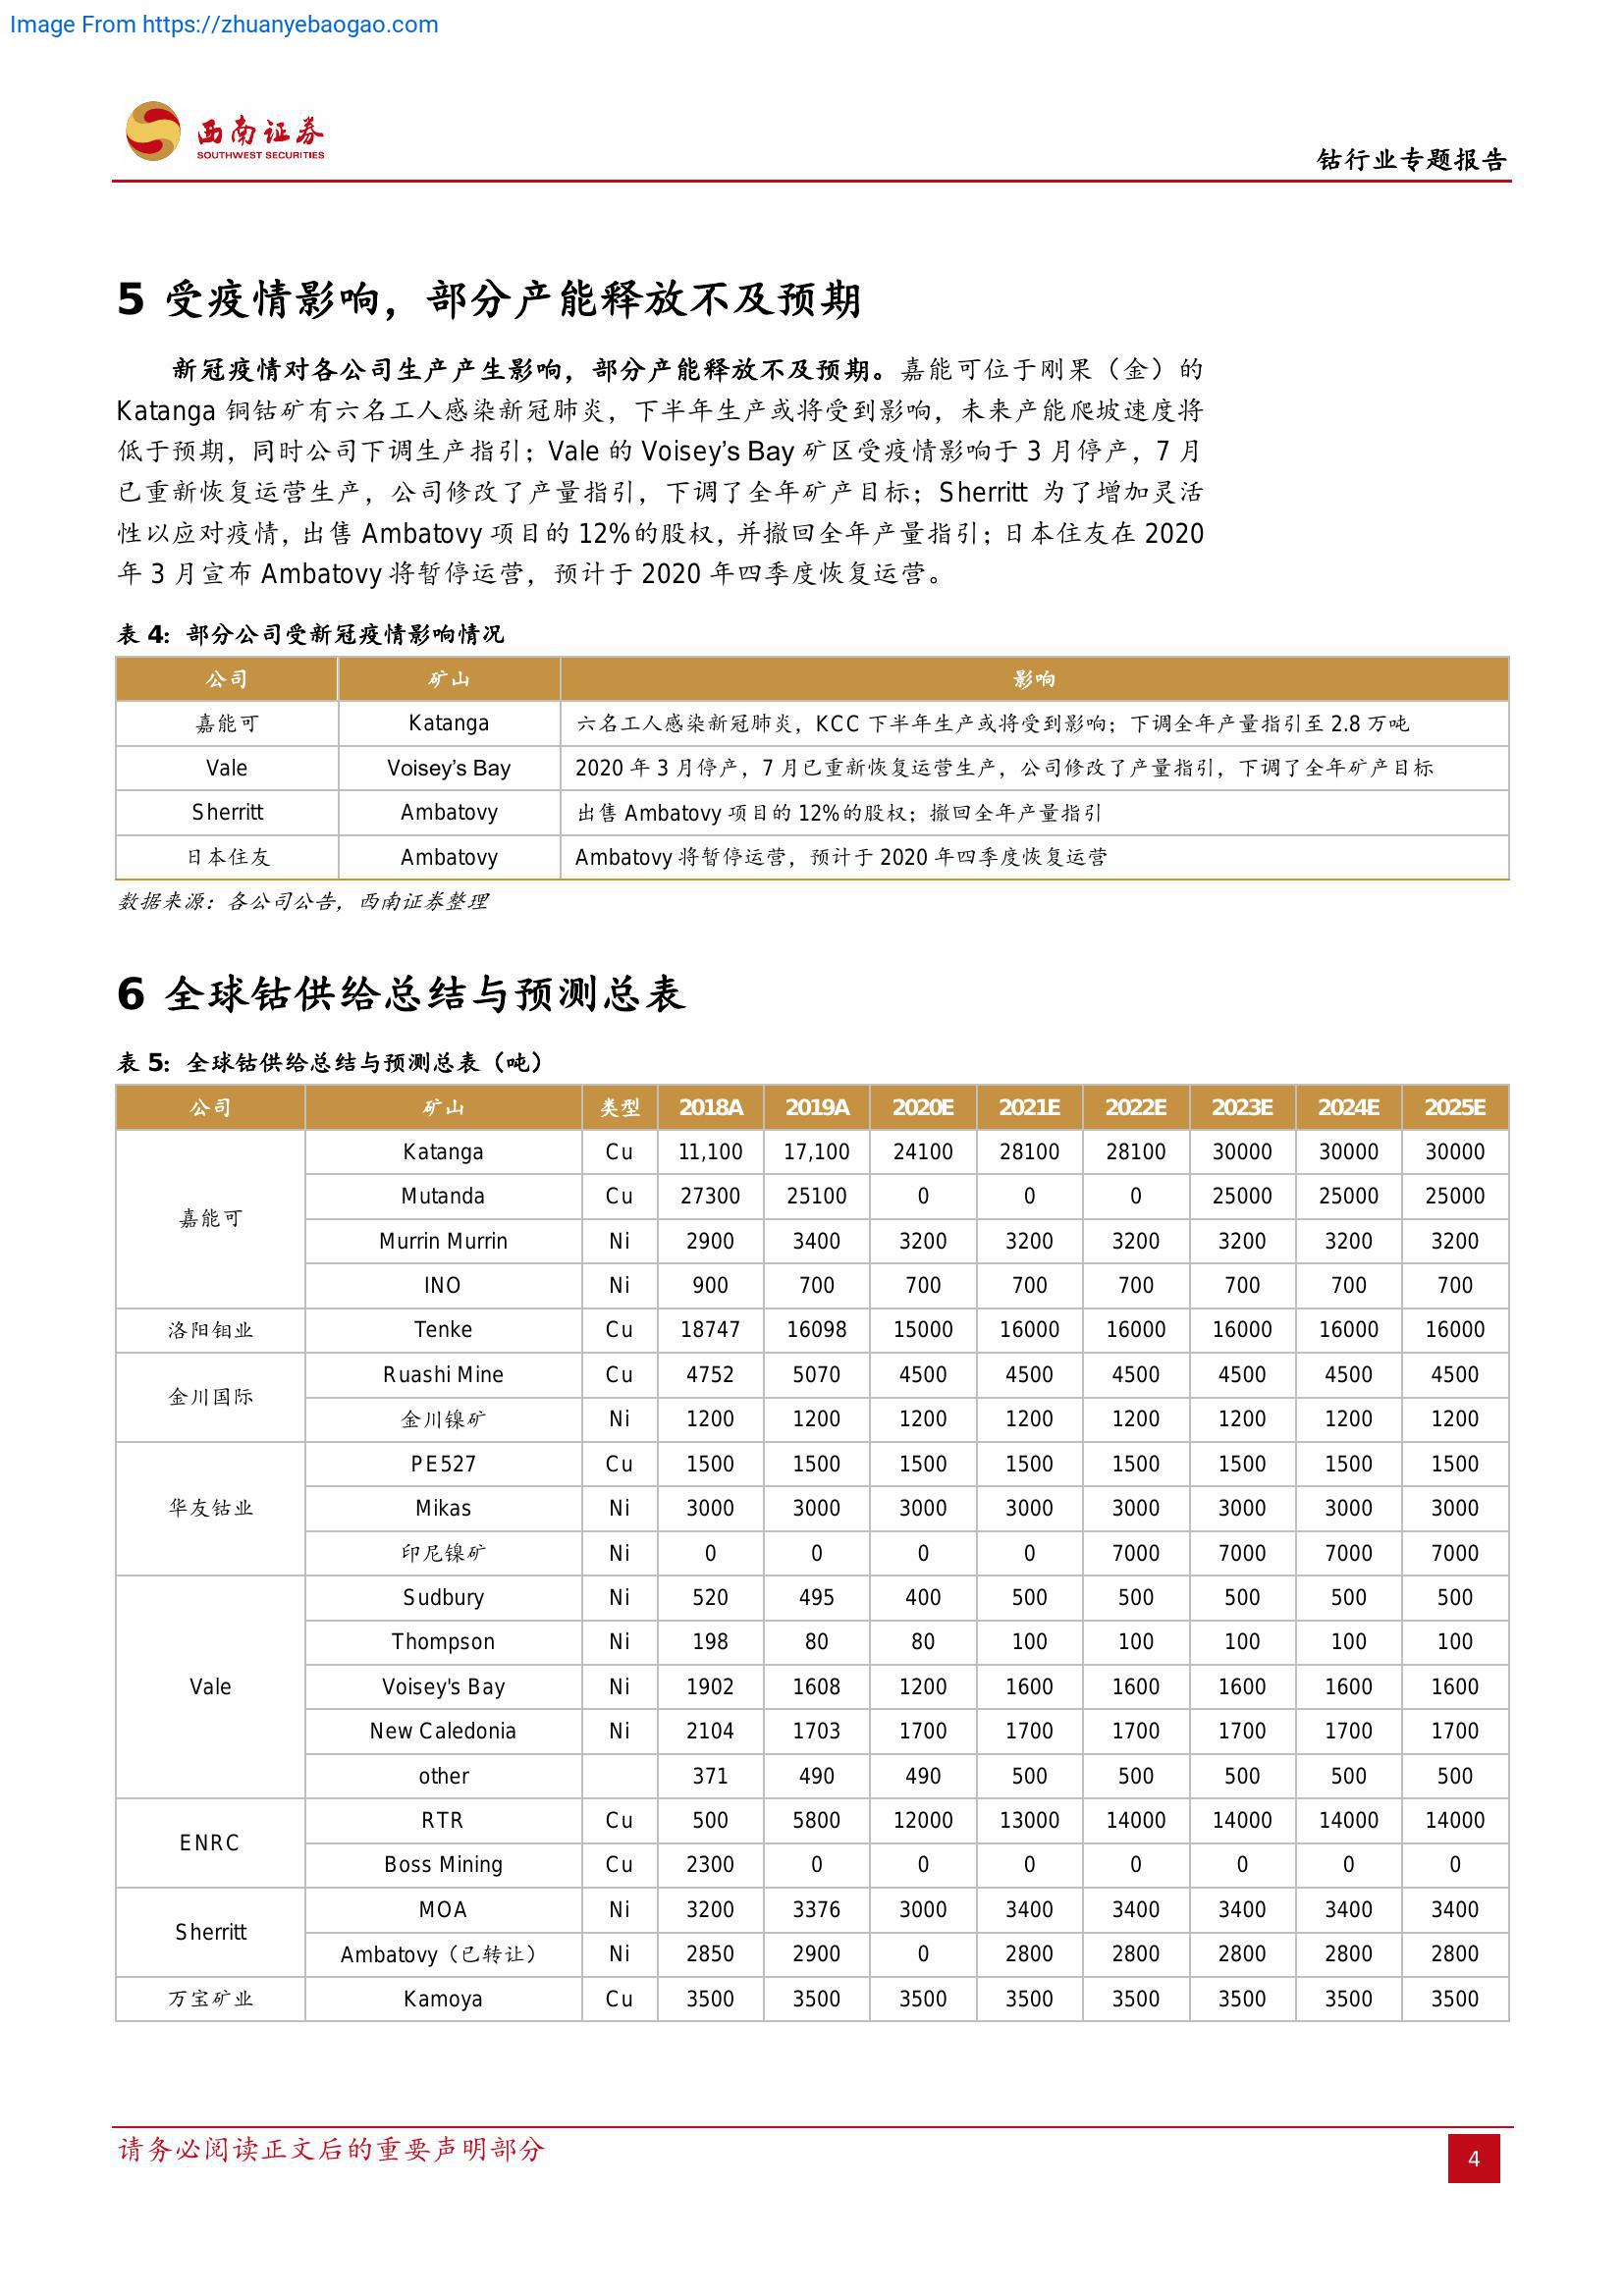 Image From https://zhuanyebaogao.com
西南证券
SOUTHWEST SECURITIES
钴行业专题报告
5 受疫情影响，部分产能释放不及预期
新冠疫情对各公司生产产生影响，部分产能释放不及预期。嘉能可位于刚果（金）的
Katanga 铜钴矿有六名工人感染新冠肺炎，下半年生产或将受到影响，未来产能爬坡速度将
低于预期，同时公司下调生产指引；Vale 的 Voisey’s Bay 矿区受疫情影响于 3 月停产，7 月
已重新恢复运营生产，公司修改了产量指引，下调了全年矿产目标；Sherritt 为了增加灵活
性以应对疫情，出售 Ambatovy 项目的 12%的股权，并撤回全年产量指引；日本住友在 2020
年 3 月宣布 Ambatovy 将暂停运营，预计于 2020 年四季度恢复运营。
表 4：部分公司受新冠疫情影响情况
公司 矿山 影响
嘉能可 Katanga 六名工人感染新冠肺炎，KCC 下半年生产或将受到影响；下调全年产量指引至 2.8 万吨
Vale Voisey’s Bay 2020 年 3 月停产，7 月已重新恢复运营生产，公司修改了产量指引，下调了全年矿产目标
Sherritt Ambatovy 出售 Ambatovy 项目的 12%的股权；撤回全年产量指引
日本住友 Ambatovy Ambatovy 将暂停运营，预计于 2020 年四季度恢复运营
数据来源：各公司公告，西南证券整理
6 全球钴供给总结与预测总表
表 5：全球钴供给总结与预测总表（吨）
公司 矿山 类型 2018A 2019A 2020E 2021E 2022E 2023E 2024E 2025E
嘉能可 Katanga Cu 11,100 17,100 24100 28100 28100 30000 30000 30000
Mutanda Cu 27300 25100 0 0 0 25000 25000 25000
Murrin Murrin Ni 2900 3400 3200 3200 3200 3200 3200 3200
INO Ni 900 700 700 700 700 700 700 700
洛阳钼业 Tenke Cu 18747 16098 15000 16000 16000 16000 16000 16000
金川国际 Ruashi Mine Cu 4752 5070 4500 4500 4500 4500 4500 4500
金川镍矿 Ni 1200 1200 1200 1200 1200 1200 1200 1200
华友钴业 PE527 Cu 1500 1500 1500 1500 1500 1500 1500 1500
Mikas Ni 3000 3000 3000 3000 3000 3000 3000 3000
印尼镍矿 Ni 0 0 0 0 7000 7000 7000 7000
Vale Sudbury Ni 520 495 400 500 500 500 500 500
Thompson Ni 198 80 80 100 100 100 100 100
Voisey's Bay Ni 1902 1608 1200 1600 1600 1600 1600 1600
New Caledonia Ni 2104 1703 1700 1700 1700 1700 1700 1700
other 371 490 490 500 500 500 500 500
ENRC RTR Cu 500 5800 12000 13000 14000 14000 14000 14000
Boss Mining Cu 2300 0 0 0 0 0 0 0
Sherritt MOA Ni 3200 3376 3000 3400 3400 3400 3400 3400
Ambatovy（已转让） Ni 2850 2900 0 2800 2800 2800 2800 2800
万宝矿业 Kamoya Cu 3500 3500 3500 3500 3500 3500 3500 3500
请务必阅读正文后的重要声明部分
4